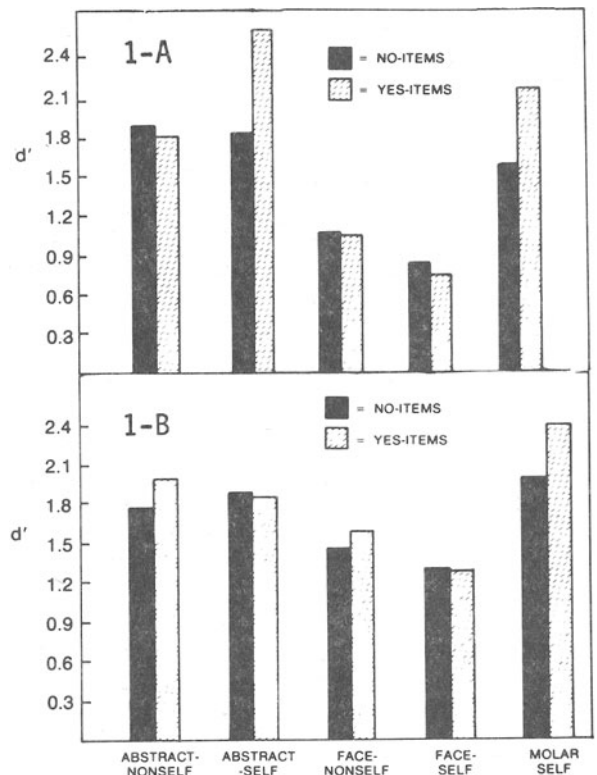 1-A
= NO-ITEMS
= YES-ITEMS
d'
2.4
2.1
1.8
1.5
1.2
0.9
0.6
0.3
1-B
= NO-ITEMS
= YES-ITEMS
d'
2.4
2.1
1.8
1.5
1.2
0.9
0.6
0.3
ABSTRACT-
NONSELF
ABSTRACT
-SELF
FACE-
NONSELF
FACE-
SELF
MOLAR
SELF